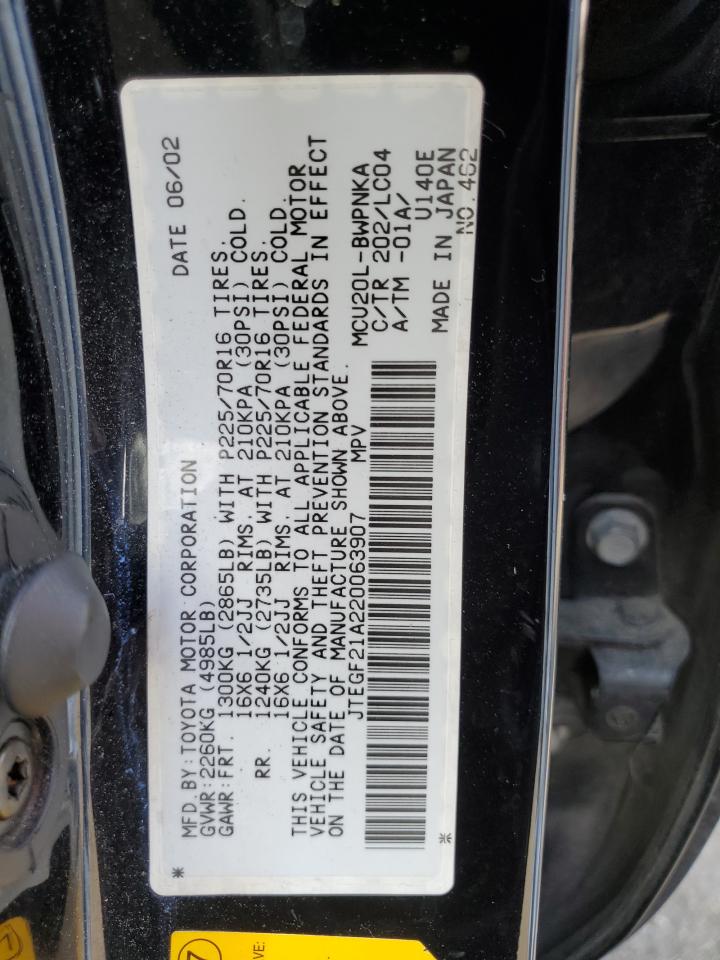 MFD. BY: TOYOTA MOTOR CORPORATION DATE 06/02
GVWR: 2260KG (4985LB)
GAWR: FRT. 1300KG (2865LB) WITH P225/70R16 TIRES.
16X6 1/2JJ RIMS. AT 210KPA (30PSI) COLD.
RR. 1240KG (2735LB) WITH P225/70R16 TIRES.
16X6 1/2JJ RIMS. AT 210KPA (30PSI) COLD.
THIS VEHICLE CONFORMS TO ALL APPLICABLE FEDERAL MOTOR
VEHICLE SAFETY AND THEFT PREVENTION STANDARDS IN EFFECT
ON THE DATE OF MANUFACTURE SHOWN ABOVE.
JTEGF21A220063907 MPV
MCU20L-BWPNKA
C/TR 202/LC04
A/TM -01A/
U140E
MADE IN JAPAN
NO.462
* *
7
VE: